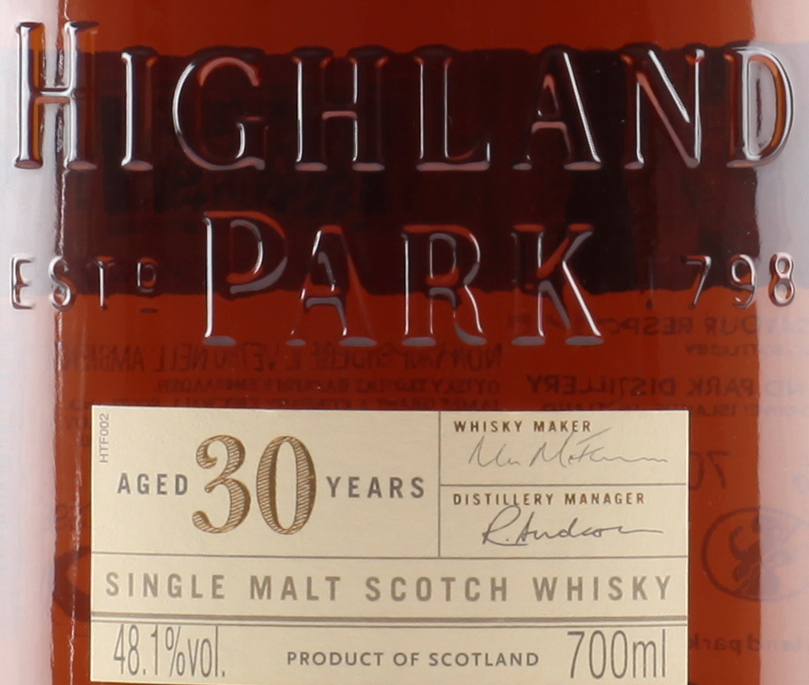 HIGHLAND
PARK
ESTD 1798
HTF002
AGED 30 YEARS
WHISKY MAKER
DISTILLERY MANAGER
R. Anderson
SINGLE MALT SCOTCH WHISKY
48.1%vol. PRODUCT OF SCOTLAND 700ml